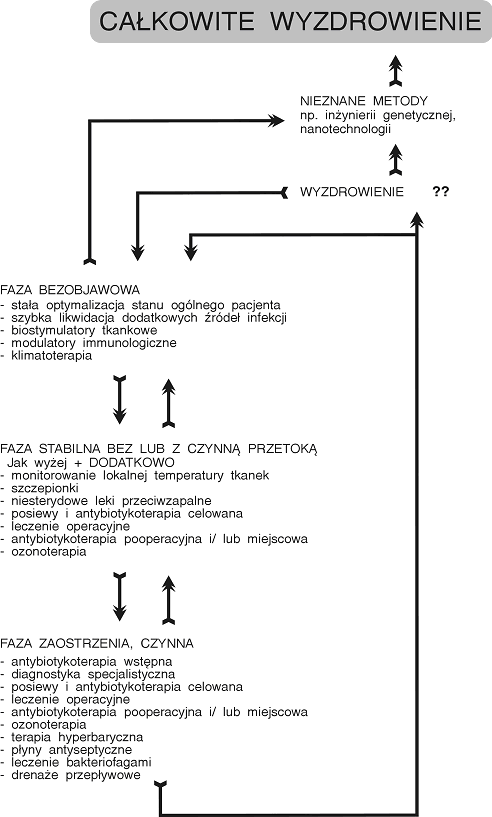 CAŁKOWITE WYZDROWIENIE
NIEZNANE METODY
np. inżynierii genetycznej,
nanotechnologii
WYZDROWIENIE ??
FAZA BEZOBJAWOWA
- stała optymalizacja stanu ogólnego pacjenta
- szybka likwidacja dodatkowych źródeł infekcji
- biostymulatory tkankowe
- modulatory immunologiczne
- klimatoterapia
FAZA STABILNA BEZ LUB Z CZYNNĄ PRZETOKĄ
Jak wyżej + DODATKOWO
- monitorowanie lokalnej temperatury tkanek
- szczepionki
- niesterydowe leki przeciwzapalne
- posiewy i antybiotykoterapia celowana
- leczenie operacyjne
- antybiotykoterapia pooperacyjna i/ lub miejscowa
- ozonoterapia
FAZA ZAOSTRZENIA, CZYNNA
- antybiotykoterapia wstępna
- diagnostyka specjalistyczna
- posiewy i antybiotykoterapia celowana
- leczenie operacyjne
- antybiotykoterapia pooperacyjna i/ lub miejscowa
- ozonoterapia
- terapia hyperbaryczna
- płyny antyseptyczne
- leczenie bakteriofagami
- drenaże przepływowe